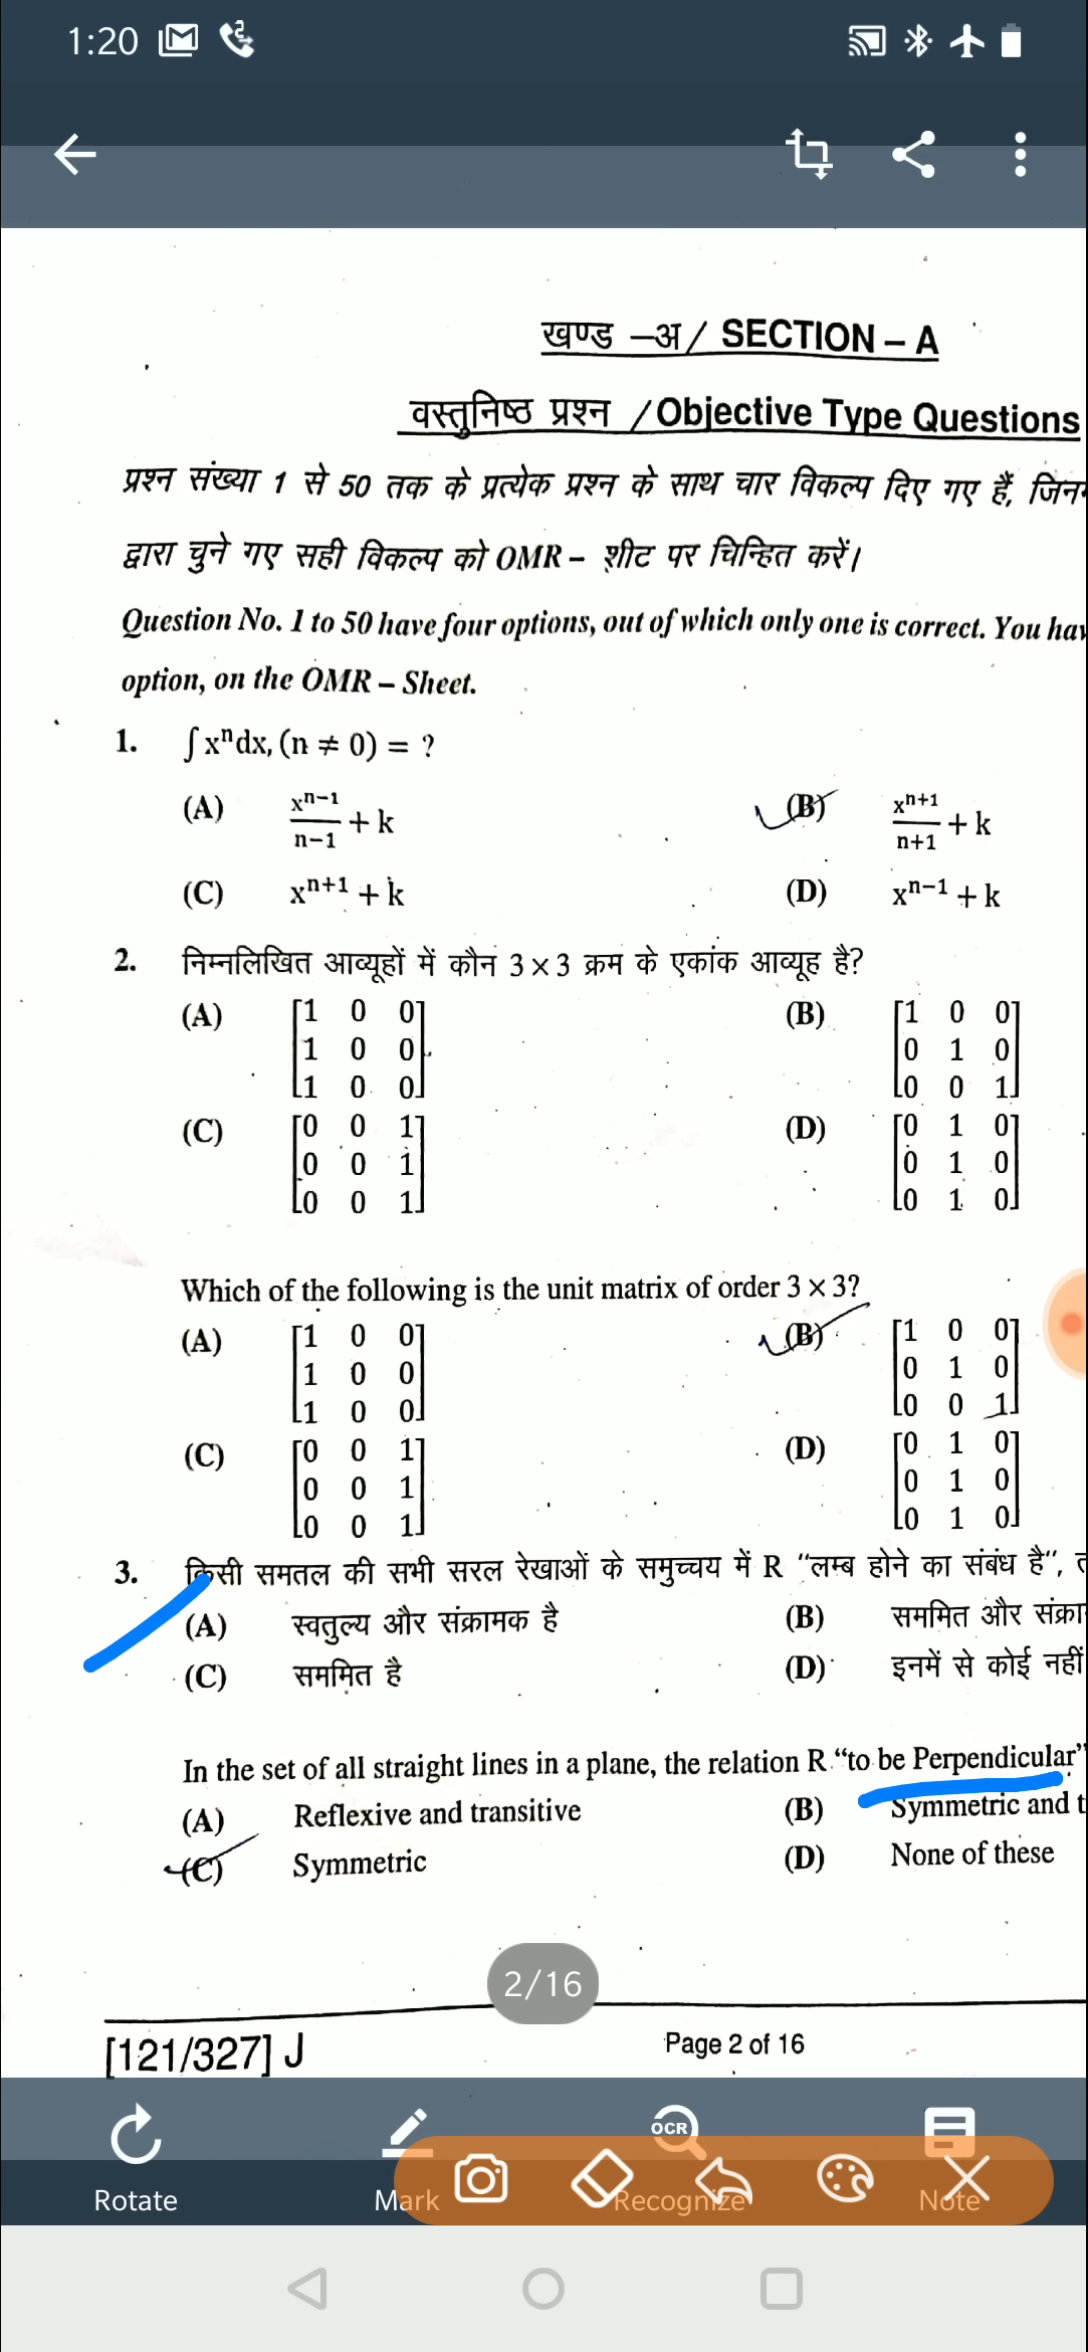 1:20
खण्ड –अ / SECTION – A
वस्तुनिष्ठ प्रश्न / Objective Type Questions
प्रश्न संख्या 1 से 50 तक के प्रत्येक प्रश्न के साथ चार विकल्प दिए गए हैं,
द्वारा चुने गए सही विकल्प को OMR – शीट पर चिन्हित करें।
Question No. 1 to 50 have four options, out of which only one is correct. You
option, on the OMR – Sheet.
1. ∫ xⁿdx, (n ≠ 0) = ?
(A) xⁿ⁻¹/n−1 + k (B) xⁿ⁺¹/n+1 + k
(C) xⁿ⁺¹ + k (D) xⁿ⁻¹ + k
2. निम्नलिखित आव्यूहों में कौन 3 × 3 क्रम के एकांक आव्यूह है?
(A) [1 0 0 (B) [1 0 0
1 0 0 0 1 0
1 0 0] 0 0 1]
(C) [0 0 1 (D) [0 1 0
0 0 1 0 1 0
0 0 1] 0 1 0]
Which of the following is the unit matrix of order 3 × 3?
(A) [1 0 0 (B) [1 0 0
1 0 0 0 1 0
1 0 0] 0 0 1]
(C) [0 0 1 (D) [0 1 0
0 0 1 0 1 0
0 0 1] 0 1 0]
3. किसी समतल की सभी सरल रेखाओं के समुच्चय में R “लम्ब होने का संबंध है”,
(A) स्वतुल्य और संक्रामक है (B) सममित और
(C) सममित है (D) इनमें से कोई नहीं
In the set of all straight lines in a plane, the relation R “to be Perpendicular”
(A) Reflexive and transitive (B) Symmetric and
(C) Symmetric (D) None of these
2/16
[121/327] J Page 2 of 16
OCR
Rotate Mark Recognize Note